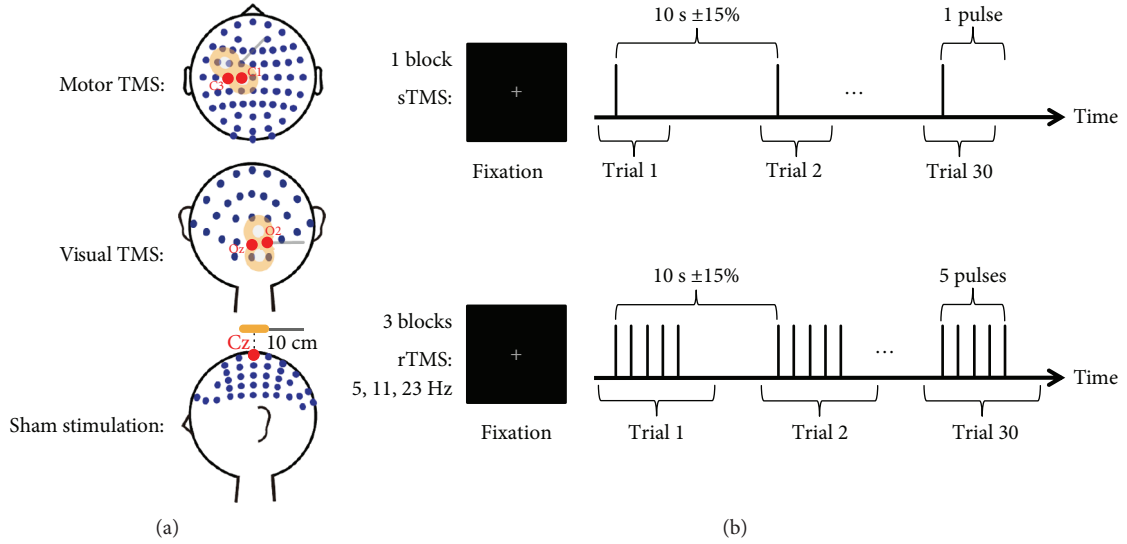 Motor TMS:
C3
C1
Visual TMS:
Oz
O2
Cz
10 cm
Sham stimulation:
(a)
1 block
sTMS:
+
Fixation
10 s ±15%
1 pulse
...
Time
Trial 1
Trial 2
Trial 30
3 blocks
rTMS:
5, 11, 23 Hz
+
Fixation
10 s ±15%
5 pulses
...
Time
Trial 1
Trial 2
Trial 30
(b)